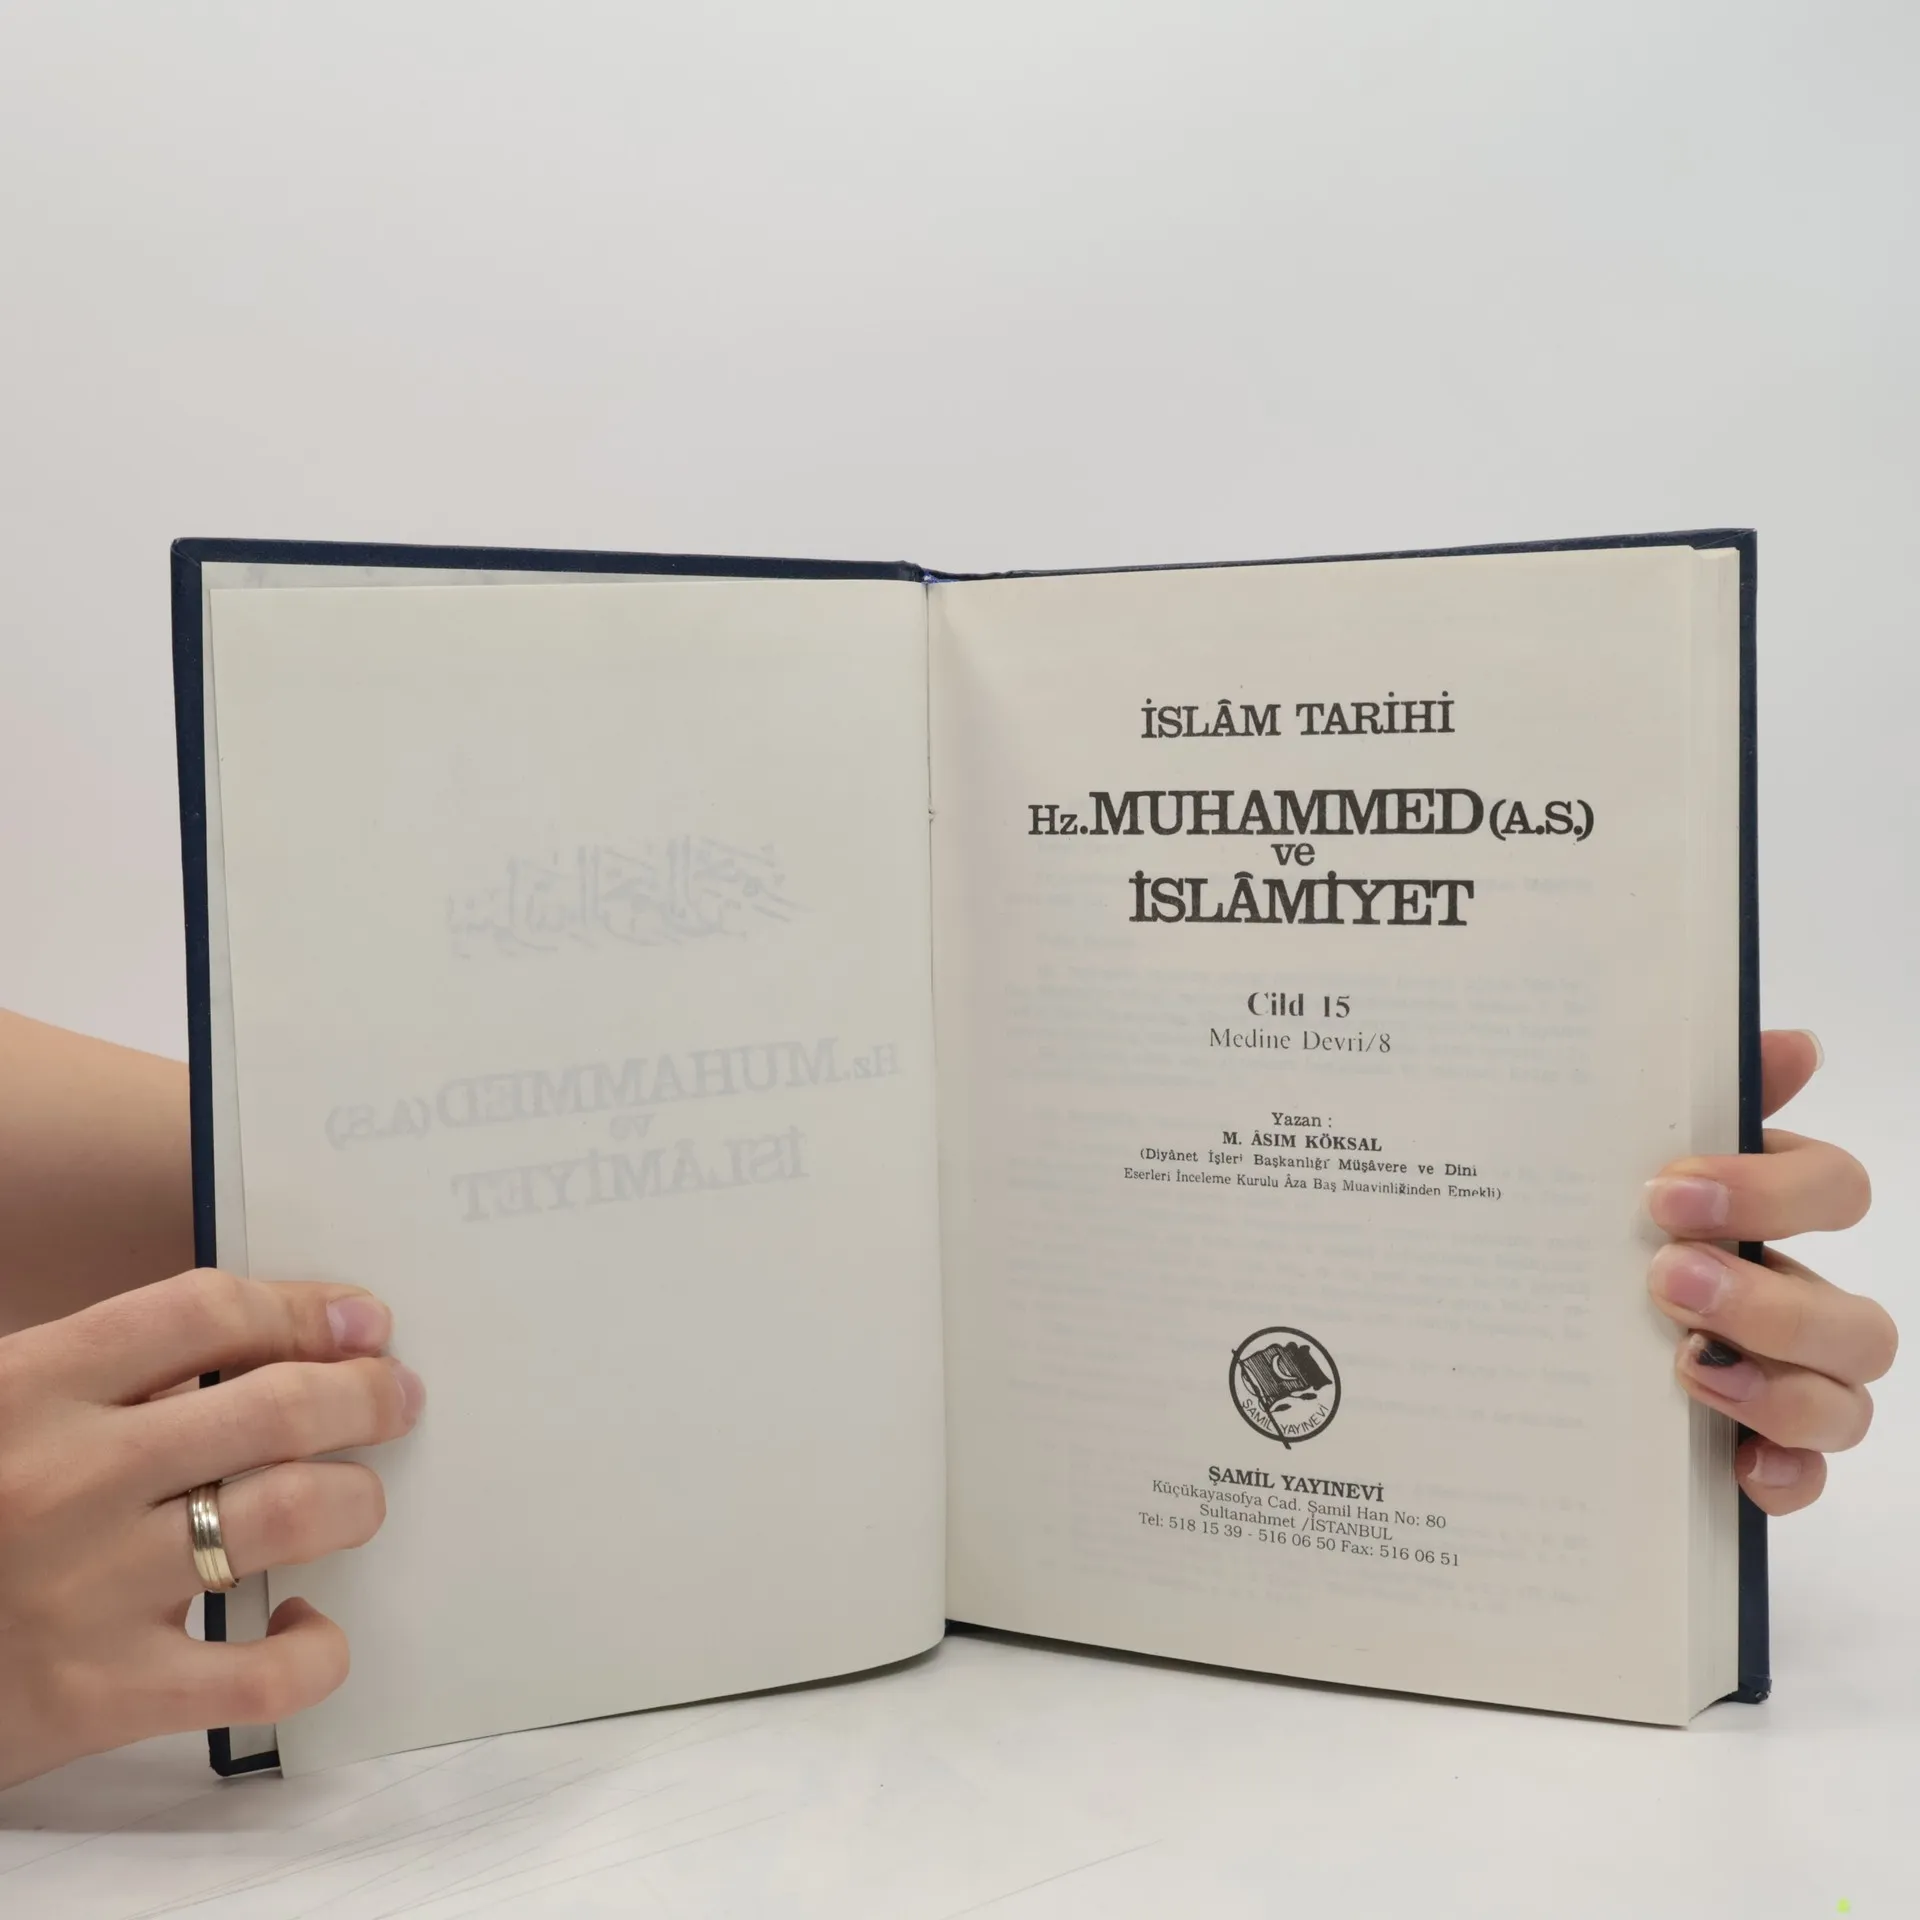 İSLÂM TARİHİ
Hz. MUHAMMED (A.S.)
ve
İSLÂMİYET
Cild 15
Medine Devri/8
Yazan :
M. ÂSIM KÖKSAL
(Diyânet İşleri Başkanlığı Müşâvere ve Dini
Eserleri İnceleme Kurulu Âza Baş Muavinliğinden Emekli)
ŞAMİL YAYINEVİ
ŞAMİL YAYINEVİ
Küçükayasofya Cad. Şamil Han No: 80
Sultanahmet /İSTANBUL
Tel: 518 15 39 - 516 06 50 Fax: 516 06 51